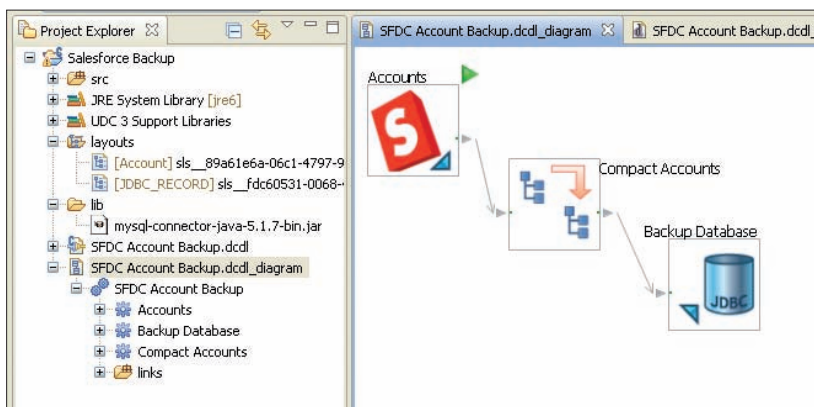 Project Explorer
Salesforce Backup
src
JRE System Library [jre6]
UDC 3 Support Libraries
layouts
[Account] sls__89a61e6a-06c1-4797-9
[JDBC_RECORD] sls__fdc60531-0068-
lib
mysql-connector-java-5.1.7-bin.jar
SFDC Account Backup.dcdl
SFDC Account Backup.dcdl_diagram
SFDC Account Backup
Accounts
Backup Database
Compact Accounts
links
SFDC Account Backup.dcdl_diagram
SFDC Account Backup.dcdl_
Accounts
S
Compact Accounts
Backup Database
JDBC